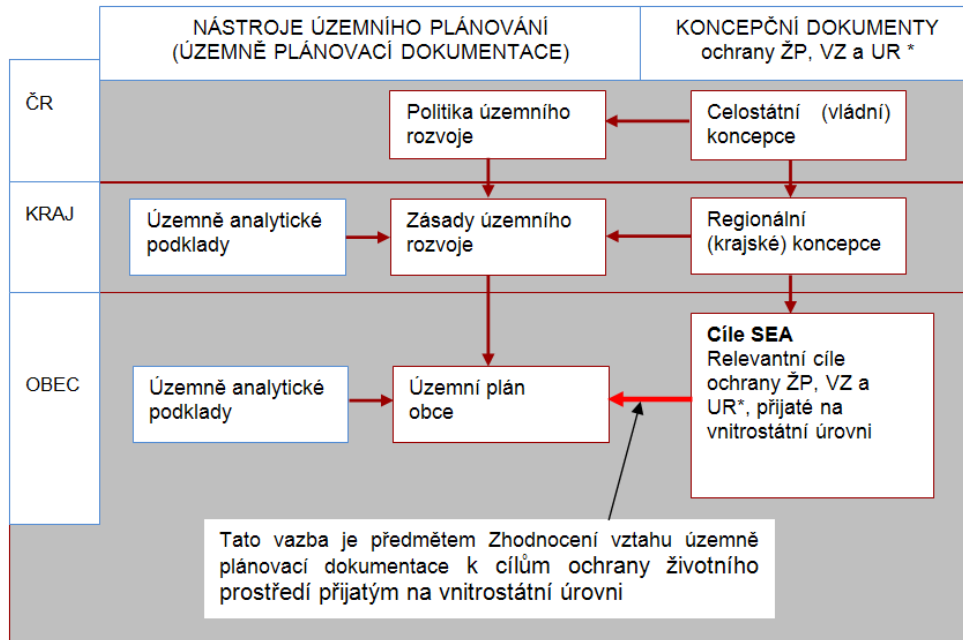 NÁSTROJE ÚZEMNÍHO PLÁNOVÁNÍ
(ÚZEMNĚ PLÁNOVACÍ DOKUMENTACE)
KONCEPČNÍ DOKUMENTY
ochrany ŽP, VZ a UR *
ČR
Politika územního
rozvoje
Celostátní (vládní)
koncepce
KRAJ
Územně analytické
podklady
Zásady územního
rozvoje
Regionální
(krajské) koncepce
OBEC
Územně analytické
podklady
Územní plán
obce
Cíle SEA
Relevantní cíle
ochrany ŽP, VZ a
UR*, přijaté na
vnitrostátní úrovni
Tato vazba je předmětem Zhodnocení vztahu územně
plánovací dokumentace k cílům ochrany životního
prostředí přijatým na vnitrostátní úrovni